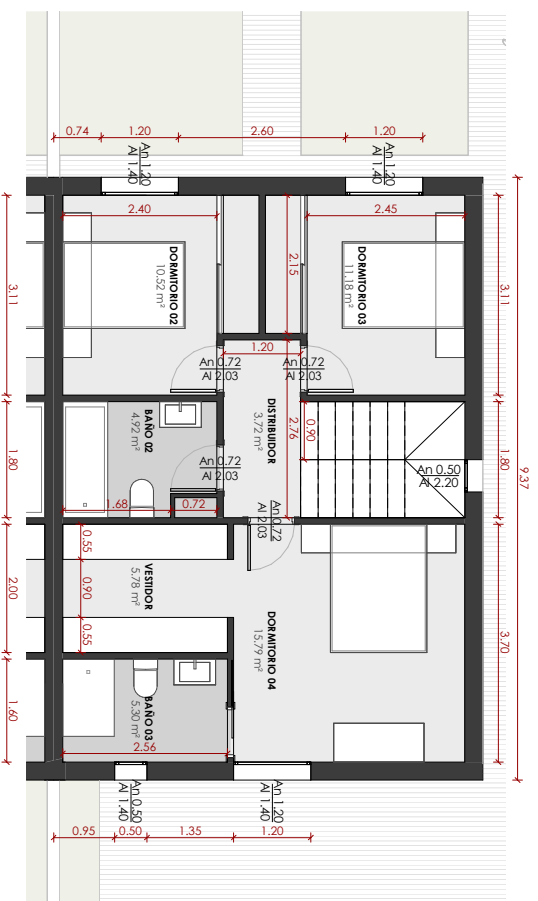 0.74
1.20
2.60
1.20
An 1.20
Al 1.40
An 1.20
Al 1.40
2.40
2.45
2.15
3.11
3.11
DORMITORIO 02
10.52 m²
DORMITORIO 03
11.18 m²
1.20
An 0.72
Al 2.03
An 0.72
Al 2.03
DISTRIBUIDOR
3.72 m²
2.76
0.90
BAÑO 02
4.92 m²
1.80
1.80
9.37
An 0.72
Al 2.03
An 0.50
Al 2.20
1.68
0.72
An 0.72
Al 2.03
0.55
0.90
0.55
VESTIDOR
5.78 m²
2.00
DORMITORIO 04
15.79 m²
3.70
BAÑO 03
5.30 m²
1.60
2.56
An 0.50
Al 1.40
An 1.20
Al 1.40
0.95
0.50
1.35
1.20